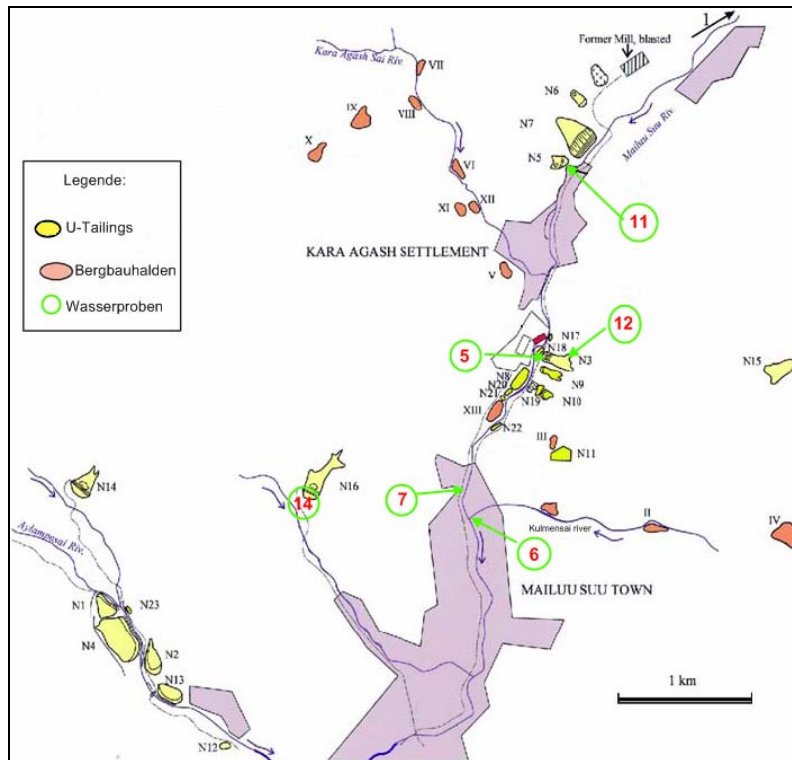 1
Former Mill, blasted
Kara Agash Sai Riv.
VII
N6
VIII
IX
N7
Mailuu Suu Riv.
X
N5
VI
Legende:
U-Tailings
Bergbauhalden
Wasserproben
XI
XII
11
KARA AGASH SETTLEMENT
V
N17
12
N18
5
N3
N15
N8
N9
N20
N21
N19
N10
XIII
N22
III
N11
N14
N16
14
7
II
IV
Kulmensai river
6
Aylampasai Riv.
MAILUU SUU TOWN
N1
N23
N4
N2
N13
1 km
N12